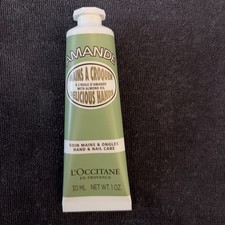 AMANDE
MAINS A CROQUER
A L'HUILE D'AMANDE
WITH ALMOND OIL
DELICIOUS HANDS
SOIN MAINS & ONGLES
HAND & NAIL CARE
L'OCCITANE
EN PROVENCE
30 ML NET WT. 1 OZ.